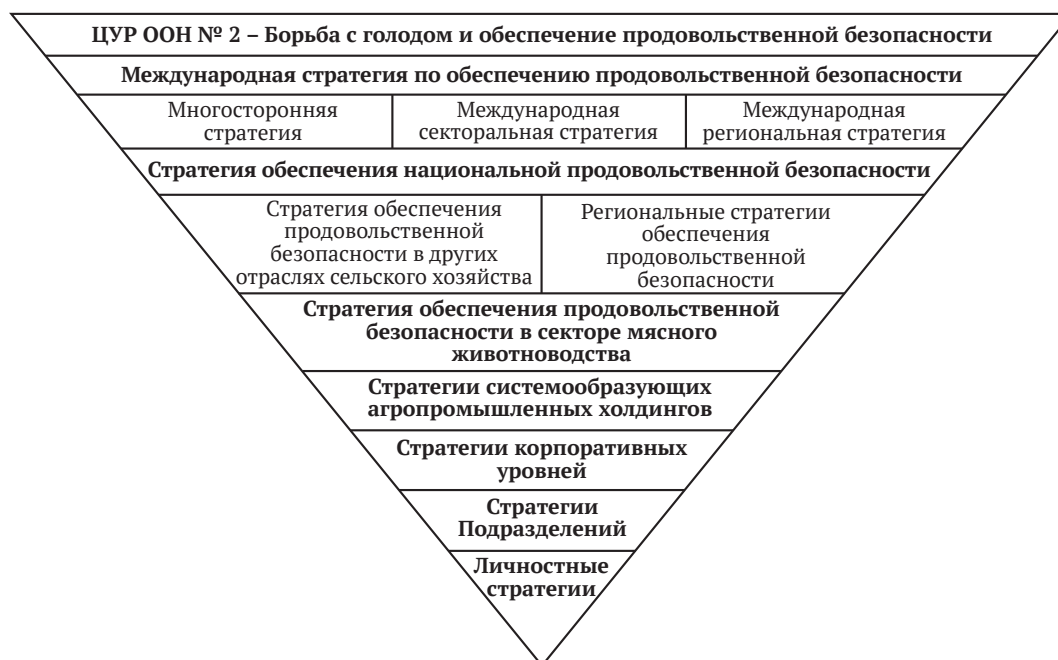 ЦУР ООН № 2 – Борьба с голодом и обеспечение продовольственной безопасности
Международная стратегия по обеспечению продовольственной безопасности
Многосторонняя
стратегия
Международная
секторальная стратегия
Международная
региональная стратегия
Стратегия обеспечения национальной продовольственной безопасности
Стратегия обеспечения
продовольственной
безопасности в других
отраслях сельского хозяйства
Региональные стратегии
обеспечения
продовольственной
безопасности
Стратегия обеспечения продовольственной
безопасности в секторе мясного
животноводства
Стратегии системообразующих
агропромышленных холдингов
Стратегии корпоративных
уровней
Стратегии
Подразделений
Личностные
стратегии